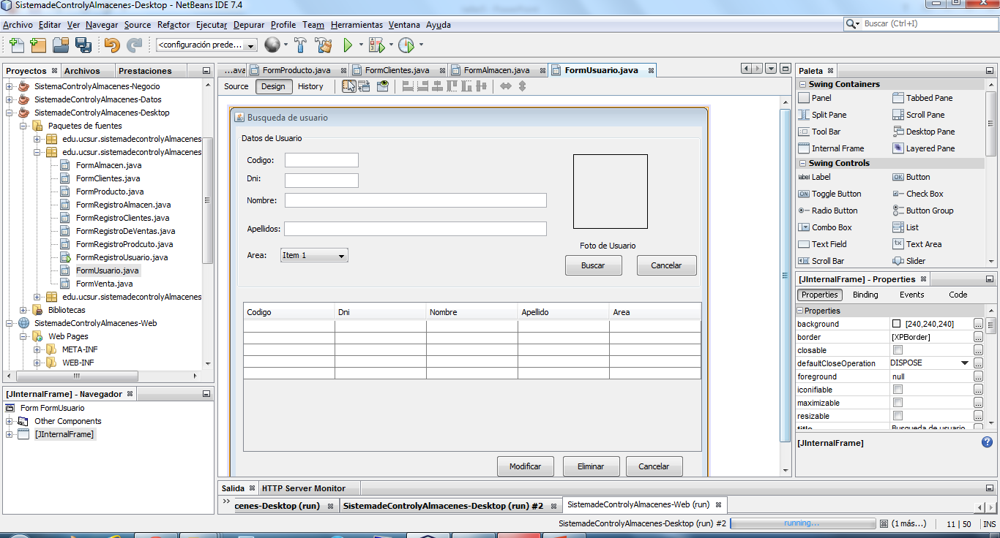 SistemadeControlyAlmacenes-Desktop - NetBeans IDE 7.4
Archivo Editar Ver Navegar Source Refactor Ejecutar Depurar Profile Team Herramientas Ventana Ayuda
Buscar (Ctrl+I)
<configuración prede...
Proyectos Archivos Prestaciones
SistemaControlyAlmacenes-Negocio
SistemadeControlyAlmacenes-Datos
SistemadeControlyAlmacenes-Desktop
Paquetes de fuentes
edu.ucsur.sistemadecontrolyAlmacenes
edu.ucsur.sistemadecontrolyAlmacenes
FormAlmacen.java
FormClientes.java
FormProducto.java
FormRegistroAlmacen.java
FormRegistroClientes.java
FormRegistroDeVentas.java
FormRegistroProdcuto.java
FormRegistroUsuario.java
FormUsuario.java
FormVenta.java
edu.ucsur.sistemadecontrolyAlmacenes
Bibliotecas
SistemadeControlyAlmacenes-Web
Web Pages
META-INF
WEB-INF
[JInternalFrame] - Navegador
Form FormUsuario
Other Components
[JInternalFrame]
...ava FormProducto.java FormClientes.java FormAlmacen.java FormUsuario.java
Source Design History
Busqueda de usuario
Datos de Usuario
Codigo:
Dni:
Nombre:
Apellidos:
Area: Item 1
Foto de Usuario
Buscar Cancelar
Codigo Dni Nombre Apellido Area
Modificar Eliminar Cancelar
Paleta
Swing Containers
Panel Tabbed Pane
Split Pane Scroll Pane
Tool Bar Desktop Pane
Internal Frame Layered Pane
Swing Controls
label Label OK Button
ON Toggle Button Check Box
Radio Button Button Group
Combo Box List
Text Field Text Area
Scroll Bar Slider
[JInternalFrame] - Properties
Properties Binding Events Code
Properties
background [240,240,240] ...
border [XPBorder] ...
closable ...
defaultCloseOperation DISPOSE ...
foreground null ...
iconifiable ...
maximizable ...
resizable ...
title Busqueda de usuario
[JInternalFrame]
Salida HTTP Server Monitor
cenes-Desktop (run) SistemadeControlyAlmacenes-Desktop (run) #2 SistemadeControlyAlmacenes-Web (run)
SistemadeControlyAlmacenes-Desktop (run) #2 running... (1 más...) 11 | 50 INS